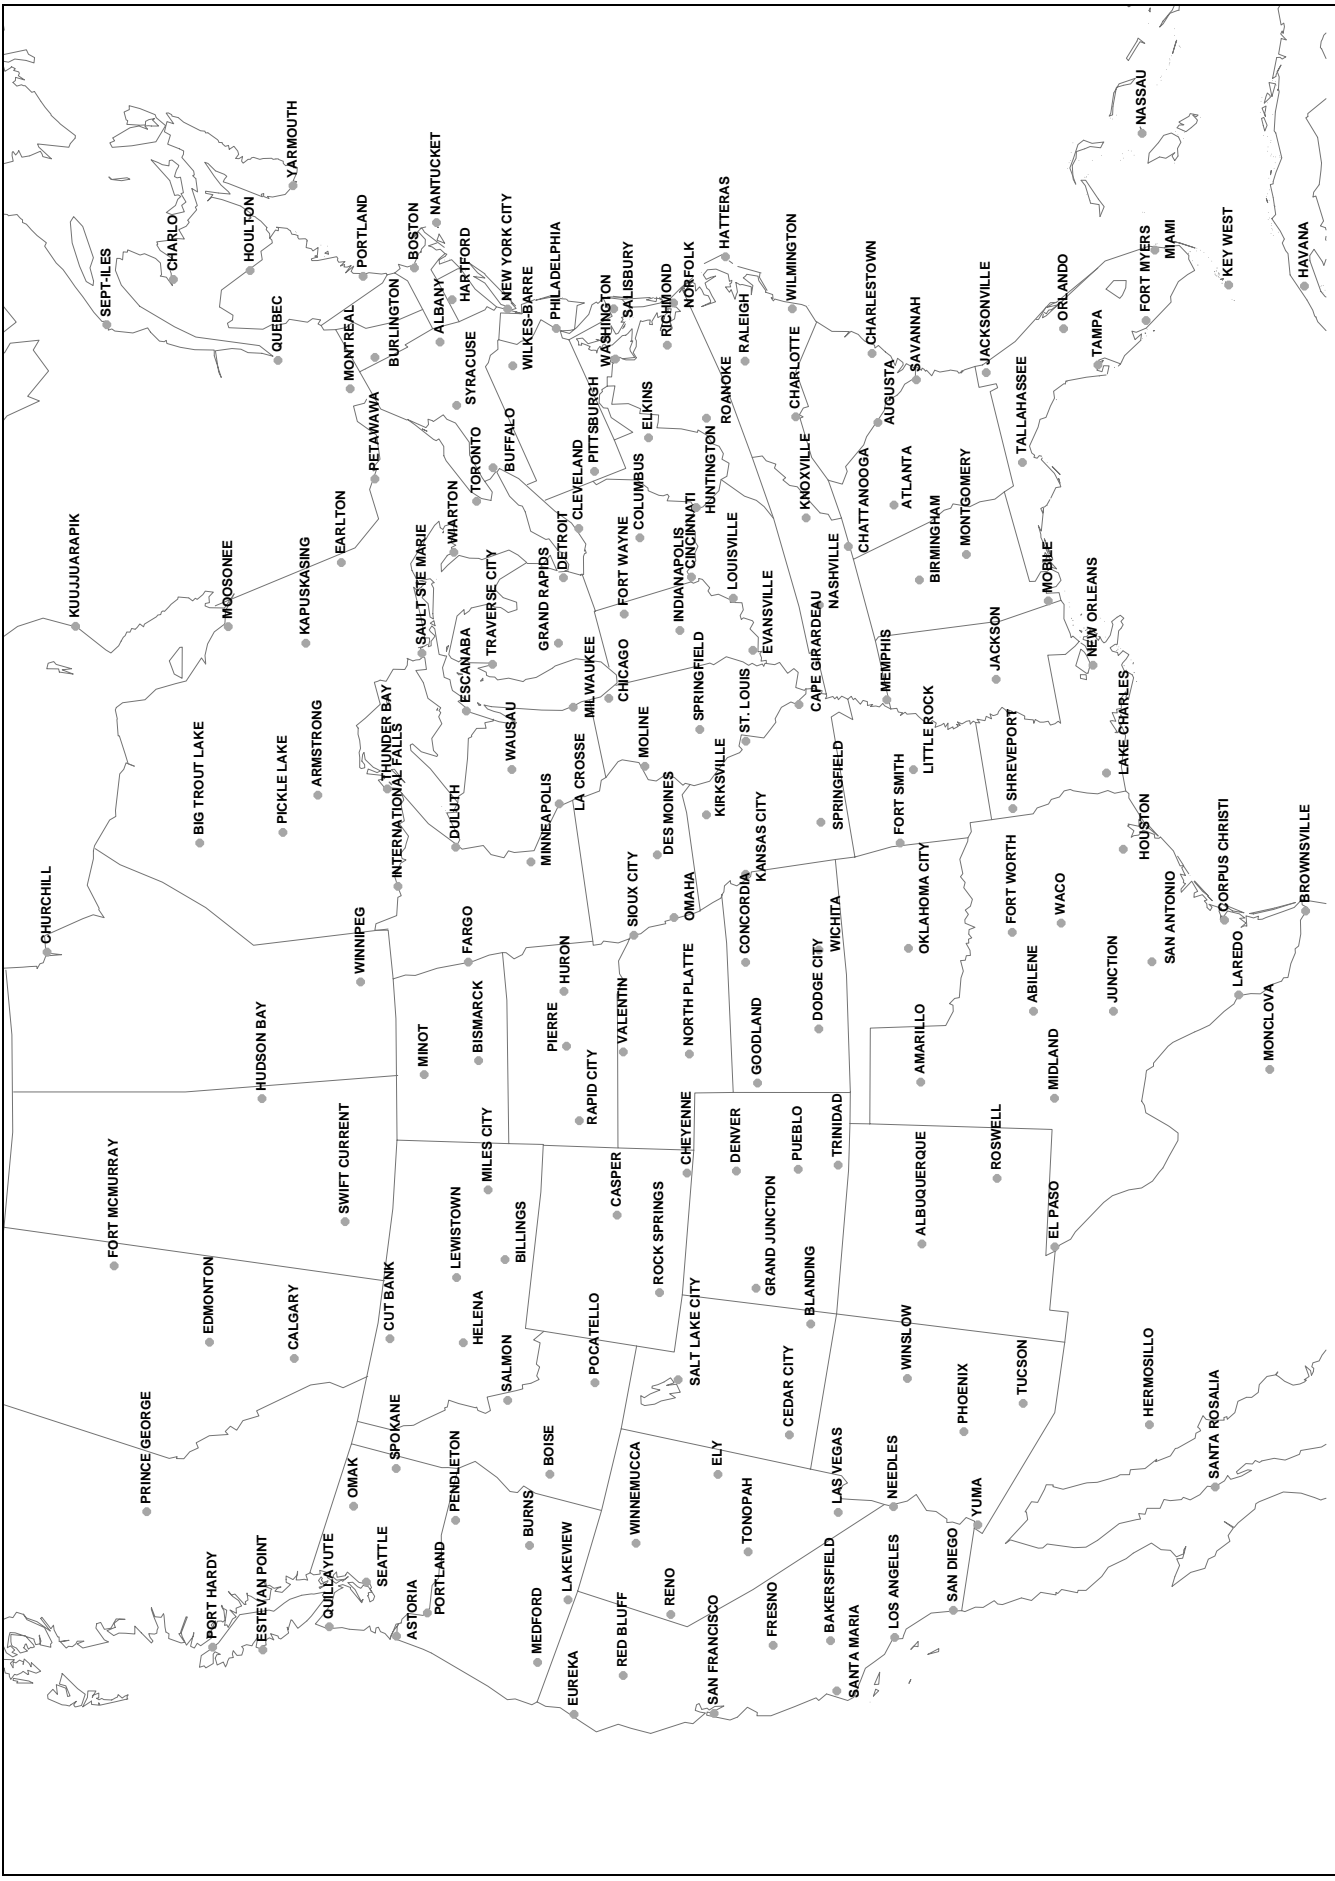 CHURCHILL
KUUJUARAPIK
SEPT-ILES
FORT MCMURRAY
PRINCE GEORGE
BIG TROUT LAKE
MOOSONEE
CHARLO
EDMONTON
PORT HARDY
HUDSON BAY
PICKLE LAKE
KAPUSKASING
QUEBEC
HOULTON
YARMOUTH
CALGARY
ESTEVAN POINT
ARMSTRONG
EARLTON
WINNIPEG
SWIFT CURRENT
MONTREAL
PORTLAND
OMAK
QUILLAYUTE
THUNDER BAY
INTERNATIONAL FALLS
PETAWAWA
BURLINGTON
CUT BANK
SPOKANE
SEATTLE
ASTORIA
SAULT STE MARIE
BOSTON
NANTUCKET
MINOT
PORTLAND
PENDLETON
LEWISTOWN
DULUTH
WIARTON
ALBANY
HARTFORD
FARGO
BISMARCK
HELENA
MILES CITY
ESCANABA
TRAVERSE CITY
TORONTO
SYRACUSE
BUFFALO
NEW YORK CITY
WILKES-BARRE
WAUSAU
BILLINGS
SALMON
BURNS
MEDFORD
MINNEAPOLIS
GRAND RAPIDS
DETROIT
PHILADELPHIA
HURON
PIERRE
BOISE
LAKEVIEW
EUREKA
LA CROSSE
MILWAUKEE
CLEVELAND
PITTSBURGH
RAPID CITY
POCATELLO
CHICAGO
FORT WAYNE
COLUMBUS
WASHINGTON
SALISBURY
VALENTIN
CASPER
WINNEMUCCA
RED BLUFF
SIOUX CITY
MOLINE
ELKINS
RICHMOND
NORFOLK
DES MOINES
OMAHA
NORTH PLATTE
CHEYENNE
ROCK SPRINGS
SALT LAKE CITY
RENO
SAN FRANCISCO
INDIANAPOLIS
CINCINNATI
HUNTINGTON
SPRINGFIELD
KIRKSVILLE
ROANOKE
HATTERAS
LOUISVILLE
EVANSVILLE
ST. LOUIS
KANSAS CITY
CONCORDIA
RALEIGH
GOODLAND
DENVER
GRAND JUNCTION
ELY
TONOPAH
FRESNO
PUEBLO
CEDAR CITY
BLANDING
CAPE GIRARDEAU
NASHVILLE
KNOXVILLE
CHARLOTTE
WILMINGTON
SPRINGFIELD
WICHITA
DODGE CITY
TRINIDAD
LAS VEGAS
BAKERSFIELD
SANTA MARIA
CHATTANOOGA
CHARLESTOWN
AUGUSTA
MEMPHIS
ATLANTA
SAVANNAH
FORT SMITH
LITTLE ROCK
OKLAHOMA CITY
AMARILLO
ALBUQUERQUE
WINSLOW
NEEDLES
LOS ANGELES
BIRMINGHAM
MONTGOMERY
JACKSONVILLE
JACKSON
SHREVEPORT
PHOENIX
YUMA
SAN DIEGO
ROSWELL
FORT WORTH
TALLAHASSEE
TUCSON
ABILENE
WACO
MOBILE
ORLANDO
MIDLAND
EL PASO
NEW ORLEANS
TAMPA
LAKE CHARLES
JUNCTION
HOUSTON
FORT MYERS
MIAMI
NASSAU
SAN ANTONIO
HERMOSILLO
CORPUS CHRISTI
LAREDO
KEY WEST
SANTA ROSALIA
MONCLOVA
BROWNSVILLE
HAVANA